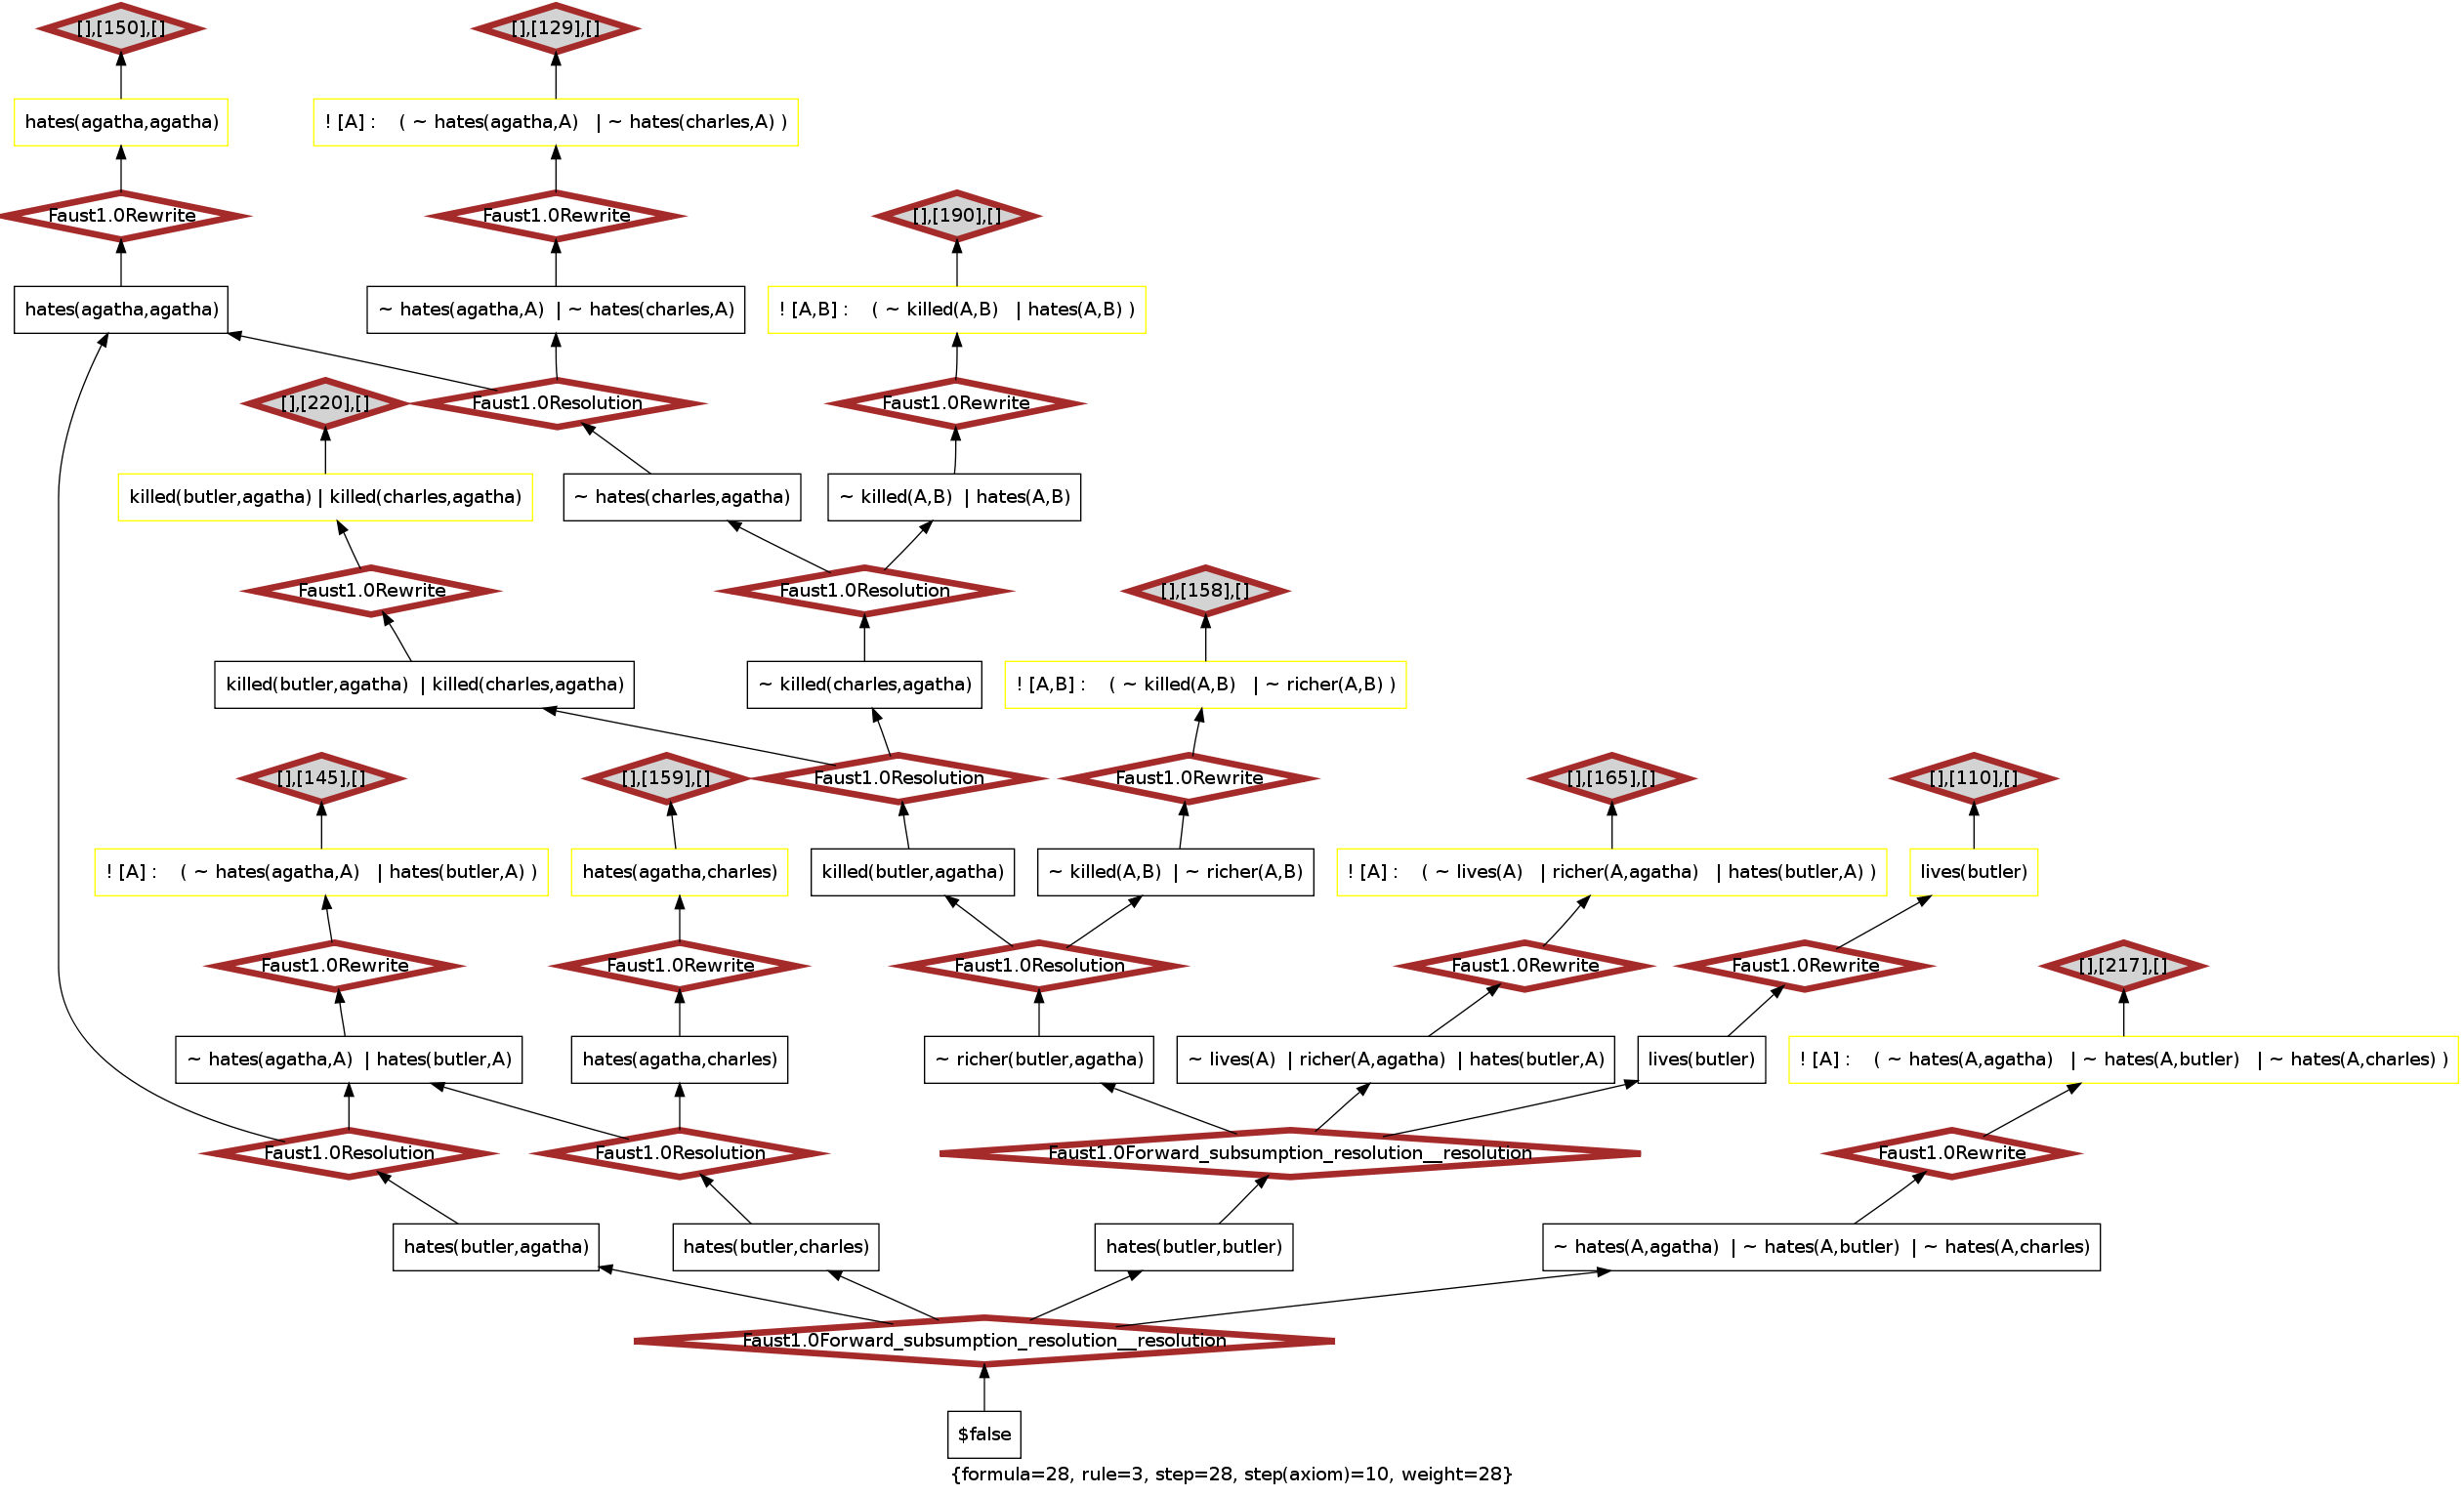 [],[150],[]
[],[129],[]
hates(agatha,agatha)
! [A] : ( ~ hates(agatha,A) | ~ hates(charles,A) )
Faust1.0Rewrite
Faust1.0Rewrite
[],[190],[]
hates(agatha,agatha)
~ hates(agatha,A) | ~ hates(charles,A)
! [A,B] : ( ~ killed(A,B) | hates(A,B) )
[],[220],[]
Faust1.0Resolution
Faust1.0Rewrite
killed(butler,agatha) | killed(charles,agatha)
~ hates(charles,agatha)
~ killed(A,B) | hates(A,B)
Faust1.0Rewrite
Faust1.0Resolution
[],[158],[]
killed(butler,agatha) | killed(charles,agatha)
~ killed(charles,agatha)
! [A,B] : ( ~ killed(A,B) | ~ richer(A,B) )
[],[145],[]
[],[159],[]
Faust1.0Resolution
Faust1.0Rewrite
[],[165],[]
[],[110],[]
! [A] : ( ~ hates(agatha,A) | hates(butler,A) )
hates(agatha,charles)
killed(butler,agatha)
~ killed(A,B) | ~ richer(A,B)
! [A] : ( ~ lives(A) | richer(A,agatha) | hates(butler,A) )
lives(butler)
Faust1.0Rewrite
Faust1.0Rewrite
Faust1.0Resolution
Faust1.0Rewrite
Faust1.0Rewrite
[],[217],[]
~ hates(agatha,A) | hates(butler,A)
hates(agatha,charles)
~ richer(butler,agatha)
~ lives(A) | richer(A,agatha) | hates(butler,A)
lives(butler)
! [A] : ( ~ hates(A,agatha) | ~ hates(A,butler) | ~ hates(A,charles) )
Faust1.0Resolution
Faust1.0Resolution
Faust1.0Forward_subsumption_resolution__resolution
Faust1.0Rewrite
hates(butler,agatha)
hates(butler,charles)
hates(butler,butler)
~ hates(A,agatha) | ~ hates(A,butler) | ~ hates(A,charles)
Faust1.0Forward_subsumption_resolution__resolution
$false
{formula=28, rule=3, step=28, step(axiom)=10, weight=28}